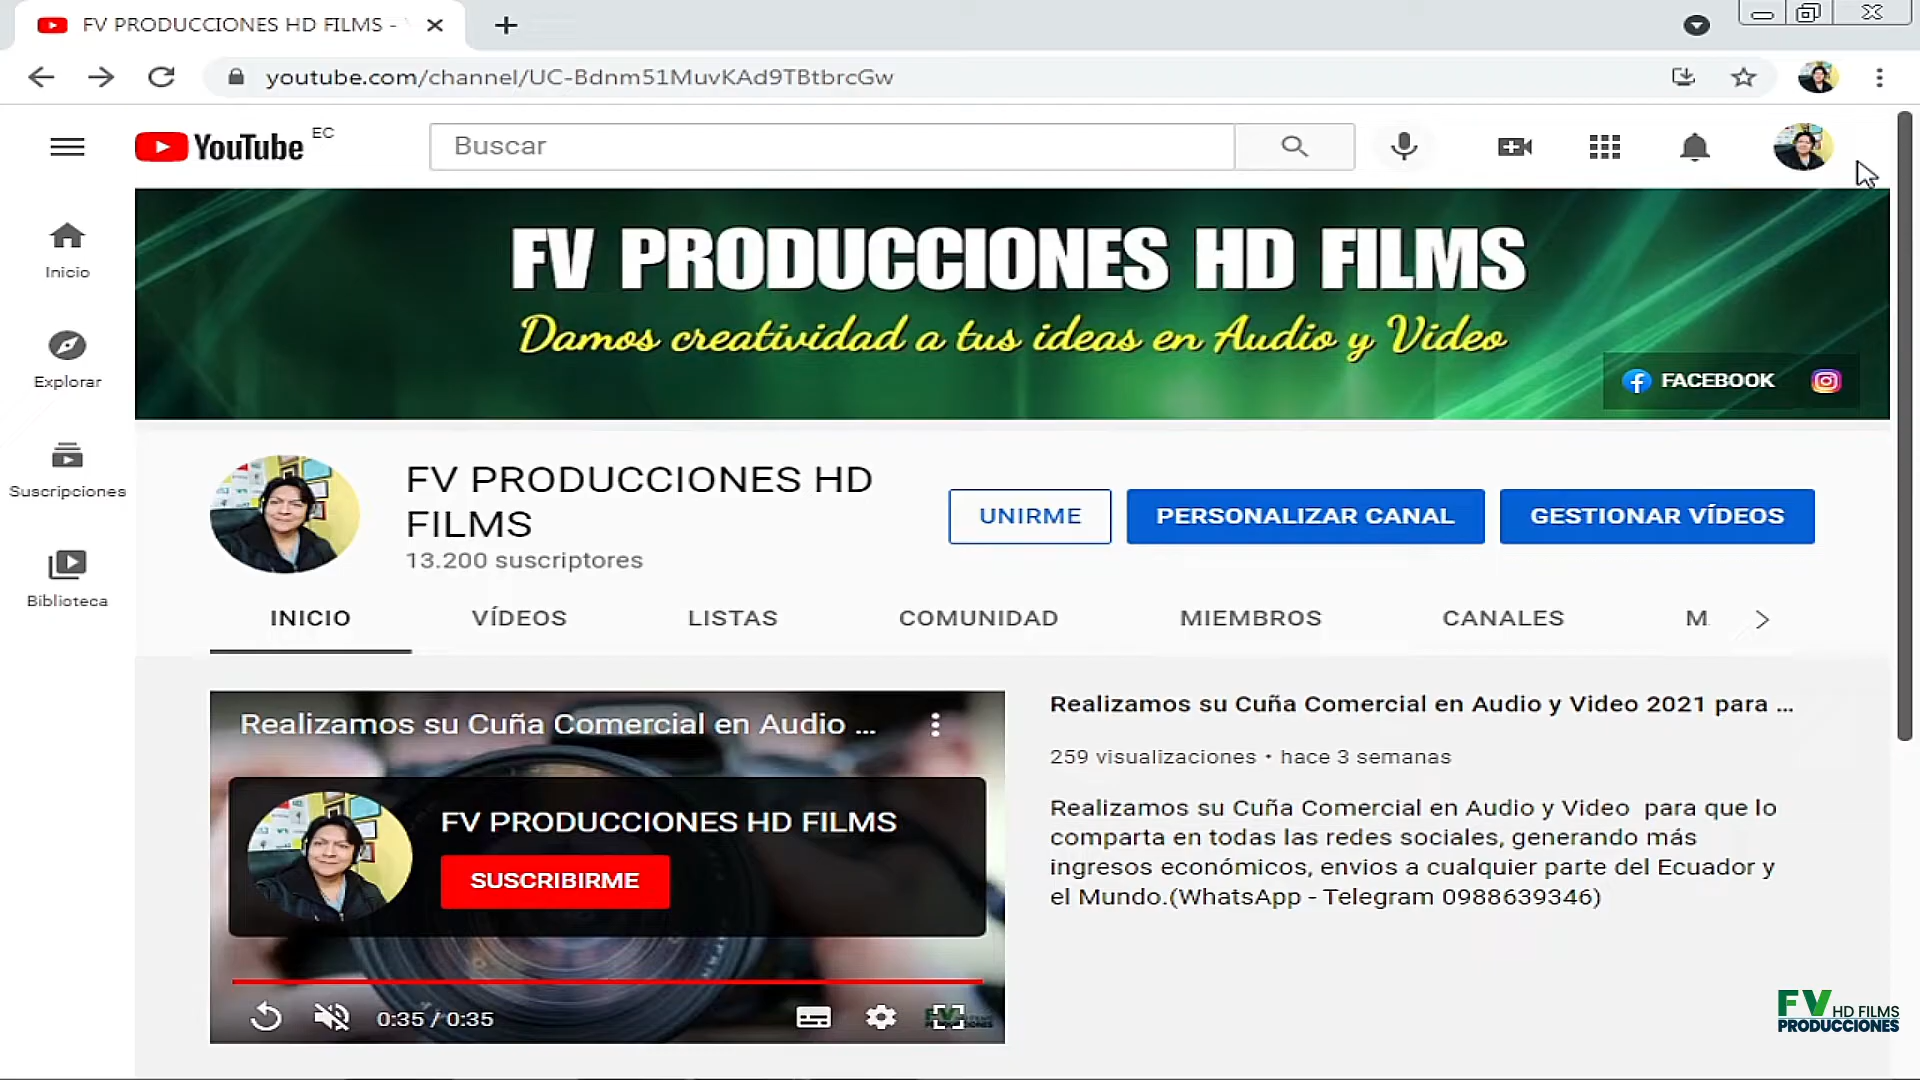 FV PRODUCCIONES HD FILMS -
youtube.com/channel/UC-Bdnm51MuvKAd9TBtbrcGw
YouTube EC
Buscar
Inicio
Explorar
Suscripciones
Biblioteca
FV PRODUCCIONES HD FILMS
Damos creatividad a tus ideas en Audio y Video
FACEBOOK
FV PRODUCCIONES HD
FILMS
13.200 suscriptores
UNIRME
PERSONALIZAR CANAL
GESTIONAR VÍDEOS
INICIO
VÍDEOS
LISTAS
COMUNIDAD
MIEMBROS
CANALES
M
Realizamos su Cuña Comercial en Audio ...
FV PRODUCCIONES HD FILMS
SUSCRIBIRME
0:35 / 0:35
Realizamos su Cuña Comercial en Audio y Video 2021 para ...
259 visualizaciones • hace 3 semanas
Realizamos su Cuña Comercial en Audio y Video para que lo
comparta en todas las redes sociales, generando más
ingresos económicos, envios a cualquier parte del Ecuador y
el Mundo.(WhatsApp - Telegram 0988639346)
FV HD FILMS
PRODUCCIONES